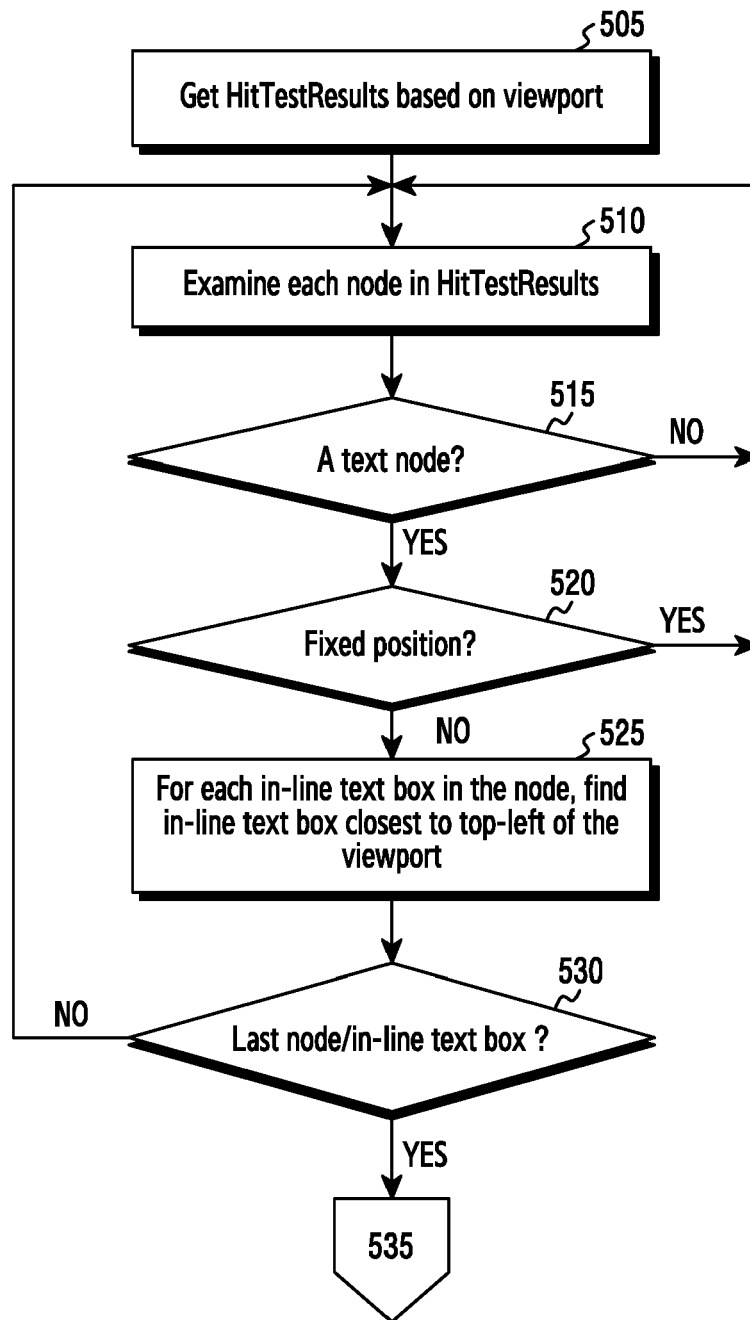 505
Get HitTestResults based on viewport
510
Examine each node in HitTestResults
515
A text node?
NO
YES
520
Fixed position?
YES
NO
525
For each in-line text box in the node, find
in-line text box closest to top-left of the
viewport
530
NO
Last node/in-line text box ?
YES
535